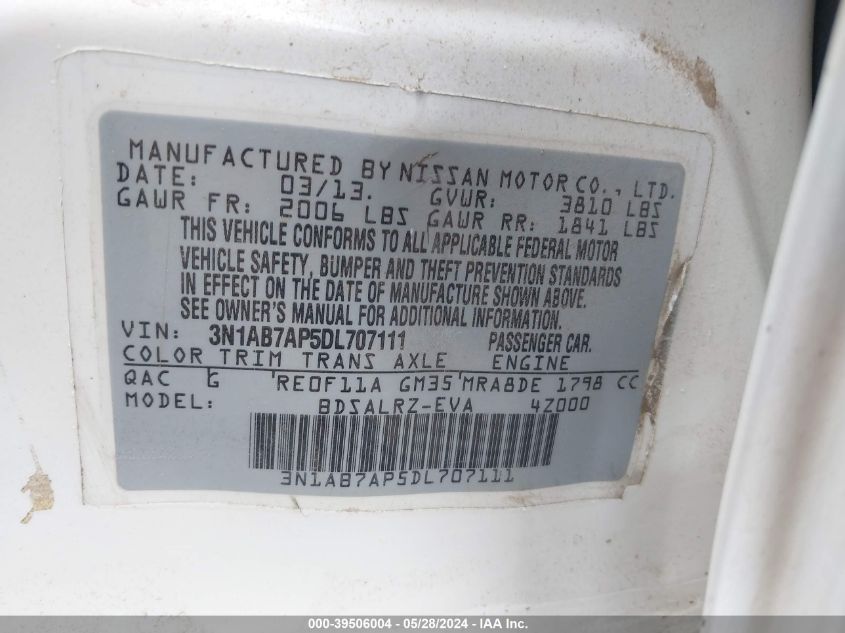 MANUFACTURED BY NISSAN MOTOR CO., LTD.
DATE: 03/13. GVWR: 3810 LBS
GAWR FR: 2006 LBS GAWR RR: 1841 LBS
THIS VEHICLE CONFORMS TO ALL APPLICABLE FEDERAL MOTOR
VEHICLE SAFETY, BUMPER AND THEFT PREVENTION STANDARDS
IN EFFECT ON THE DATE OF MANUFACTURE SHOWN ABOVE.
SEE OWNER'S MANUAL FOR ADDITIONAL INFORMATION.
VIN: 3N1AB7AP5DL707111 PASSENGER CAR.
COLOR TRIM TRANS AXLE ENGINE
QAC G RE0F11A GM35 MRA8DE 1798 CC
MODEL: BDSALRZ-EVA 4Z000
3N1AB7AP5DL707111
000-39506004 - 05/28/2024 - IAA Inc.